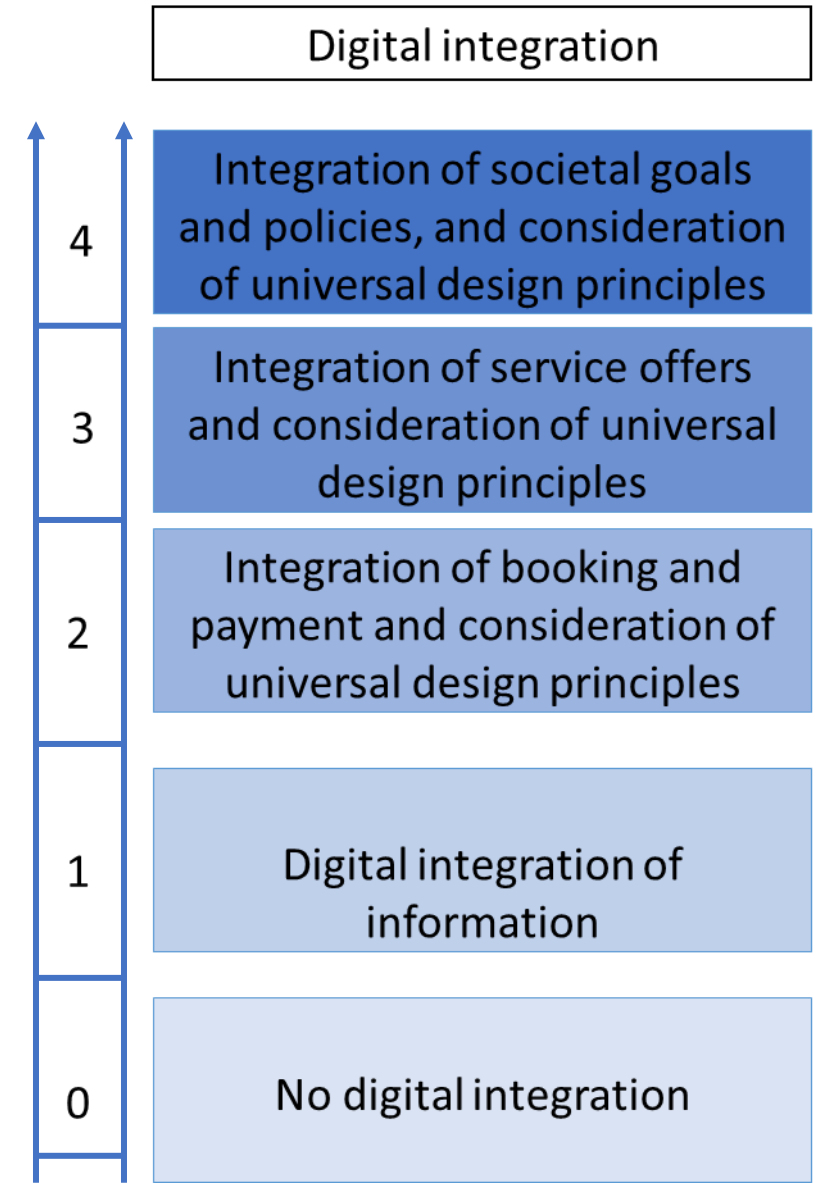 Digital integration
4
Integration of societal goals
and policies, and consideration
of universal design principles
3
Integration of service offers
and consideration of universal
design principles
2
Integration of booking and
payment and consideration of
universal design principles
1
Digital integration of
information
0
No digital integration